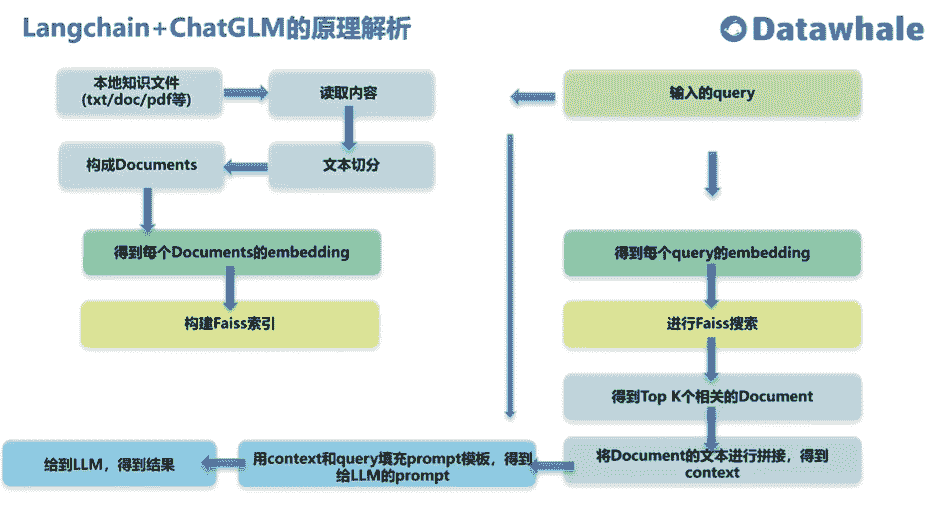 Langchain+ChatGLM的原理解析
Datawhale
本地知识文件
(txt/doc/pdf等)
读取内容
输入的query
构成Documents
文本切分
得到每个Documents的embedding
得到每个query的embedding
构建Faiss索引
进行Faiss搜索
得到Top K个相关的Document
给到LLM，得到结果
用context和query填充prompt模板，得到
给LLM的prompt
将Document的文本进行拼接，得到
context